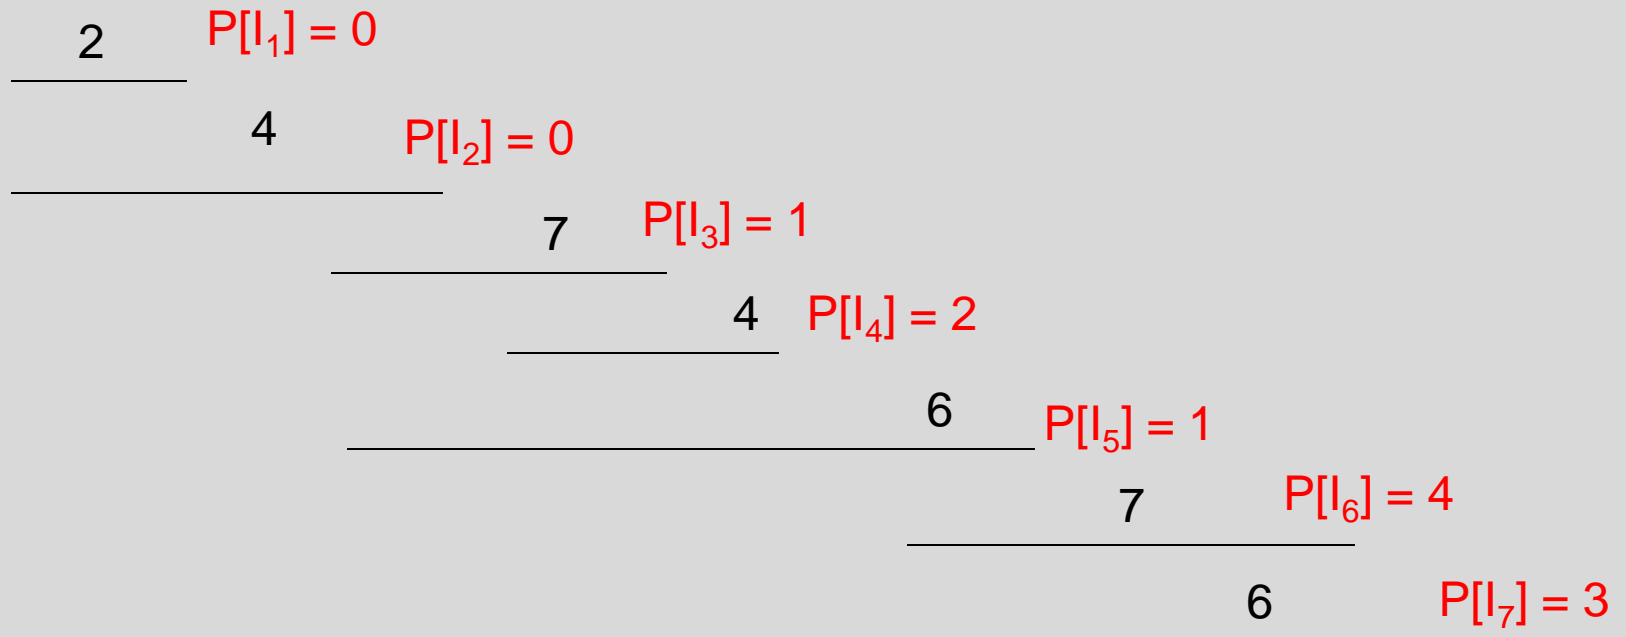 2 P[I₁] = 0
4 P[I₂] = 0
7 P[I₃] = 1
4 P[I₄] = 2
6 P[I₅] = 1
7 P[I₆] = 4
6 P[I₇] = 3